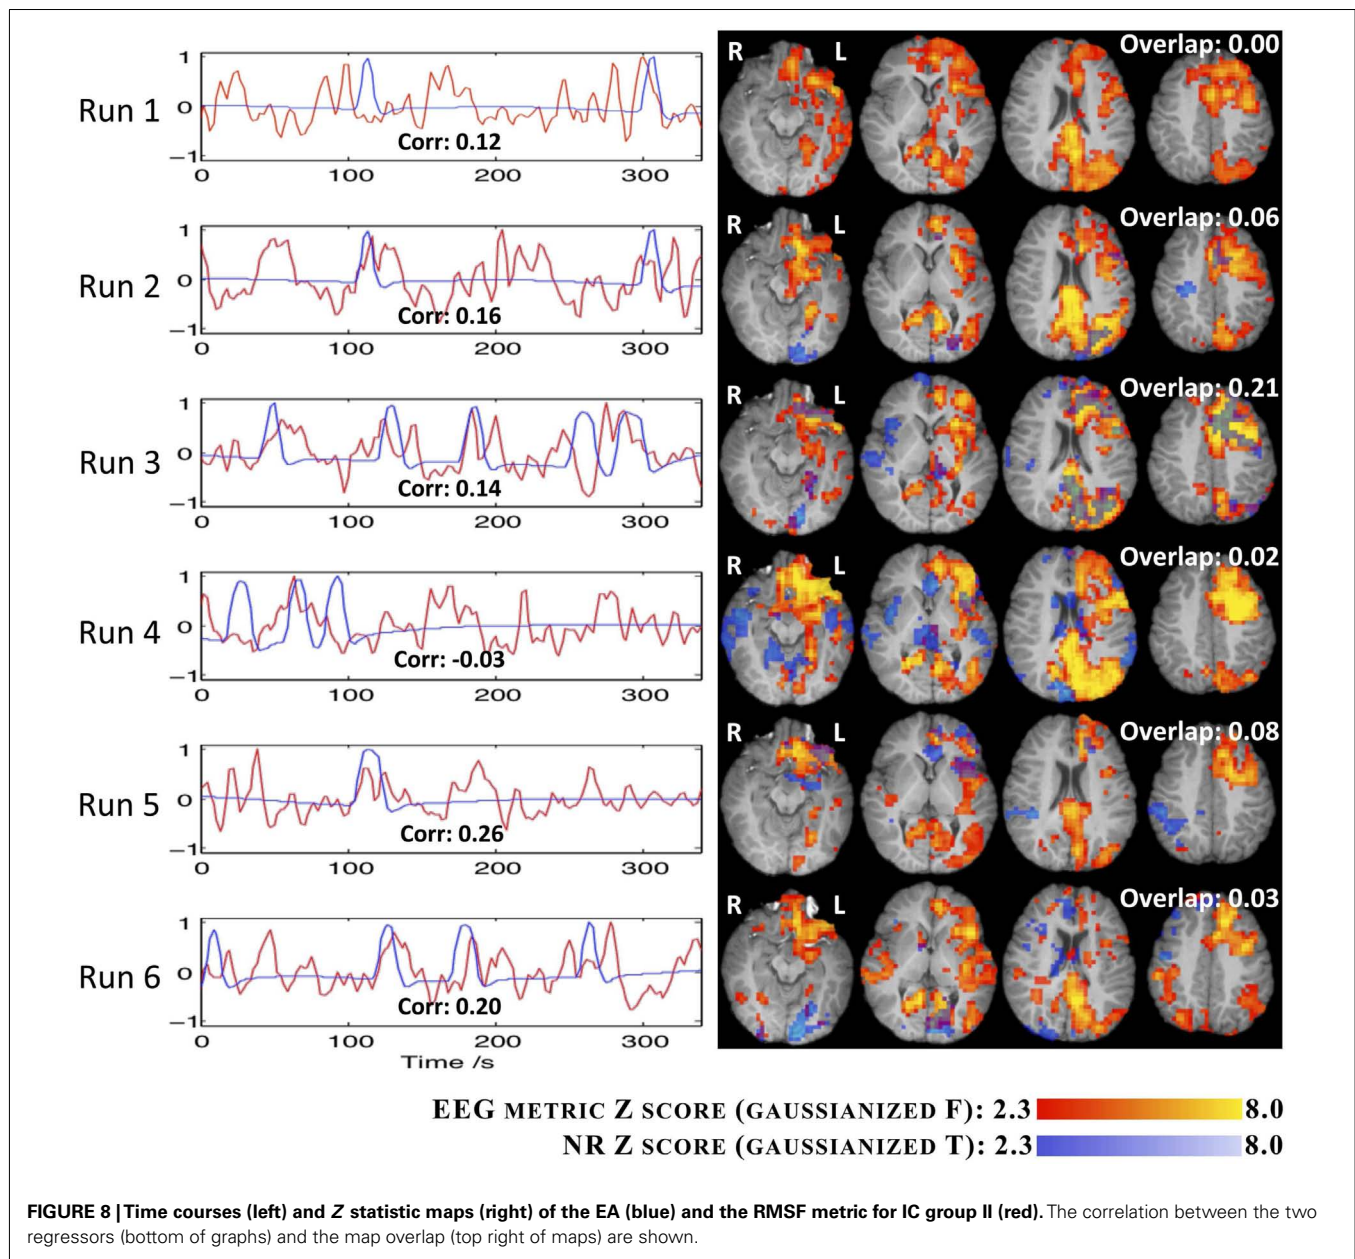 Run 1
1
0
−1
Corr: 0.12
0 100 200 300
R L
Overlap: 0.00
Run 2
1
0
−1
Corr: 0.16
0 100 200 300
R L
Overlap: 0.06
Run 3
1
0
−1
Corr: 0.14
0 100 200 300
R L
Overlap: 0.21
Run 4
1
0
−1
Corr: -0.03
0 100 200 300
R L
Overlap: 0.02
Run 5
1
0
−1
Corr: 0.26
0 100 200 300
R L
Overlap: 0.08
Run 6
1
0
−1
Corr: 0.20
0 100 200 300
Time /s
R L
Overlap: 0.03
EEG METRIC Z SCORE (GAUSSIANIZED F): 2.3 8.0
NR Z SCORE (GAUSSIANIZED T): 2.3 8.0
FIGURE 8 | Time courses (left) and Z statistic maps (right) of the EA (blue) and the RMSF metric for IC group II (red). The correlation between the two
regressors (bottom of graphs) and the map overlap (top right of maps) are shown.